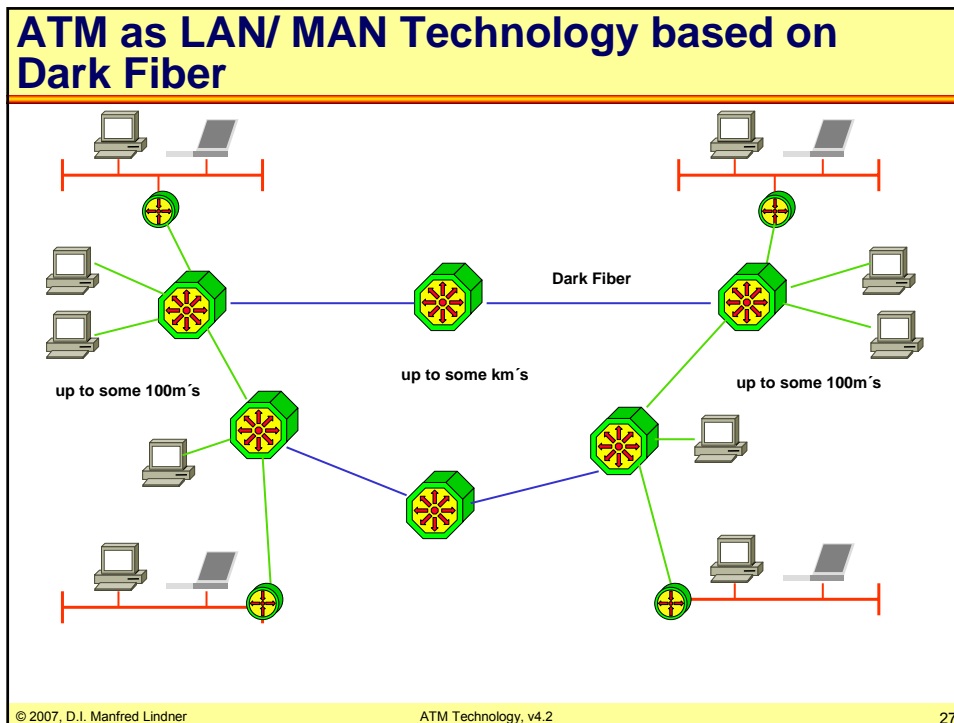 ATM as LAN/ MAN Technology based on
Dark Fiber
Dark Fiber
up to some 100m´s
up to some km´s
up to some 100m´s
© 2007, D.I. Manfred Lindner
ATM Technology, v4.2
27